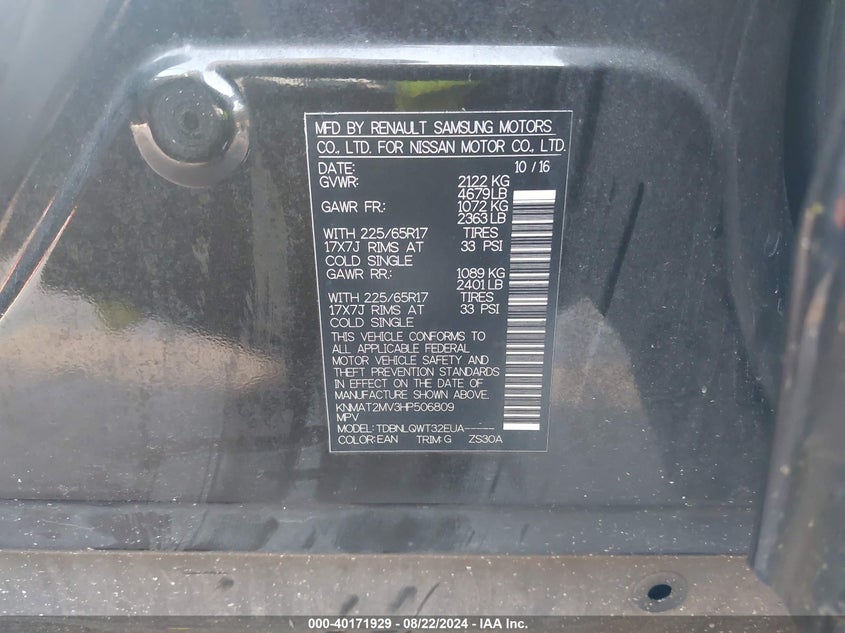 MFD BY RENAULT SAMSUNG MOTORS
CO., LTD. FOR NISSAN MOTOR CO., LTD.
DATE: 10 / 16
GVWR: 2122 KG
4679 LB
GAWR FR: 1072 KG
2363 LB
WITH 225/65R17 TIRES
17X7J RIMS AT 33 PSI
COLD SINGLE
GAWR RR: 1089 KG
2401 LB
WITH 225/65R17 TIRES
17X7J RIMS AT 33 PSI
COLD SINGLE
THIS VEHICLE CONFORMS TO
ALL APPLICABLE FEDERAL
MOTOR VEHICLE SAFETY AND
THEFT PREVENTION STANDARDS
IN EFFECT ON THE DATE OF
MANUFACTURE SHOWN ABOVE.
KNMAT2MV3HP506809
MPV
MODEL: TDBNLQWT32EUA-----
COLOR: EAN TRIM: G ZS30A
000-40171929 - 08/22/2024 - IAA Inc.